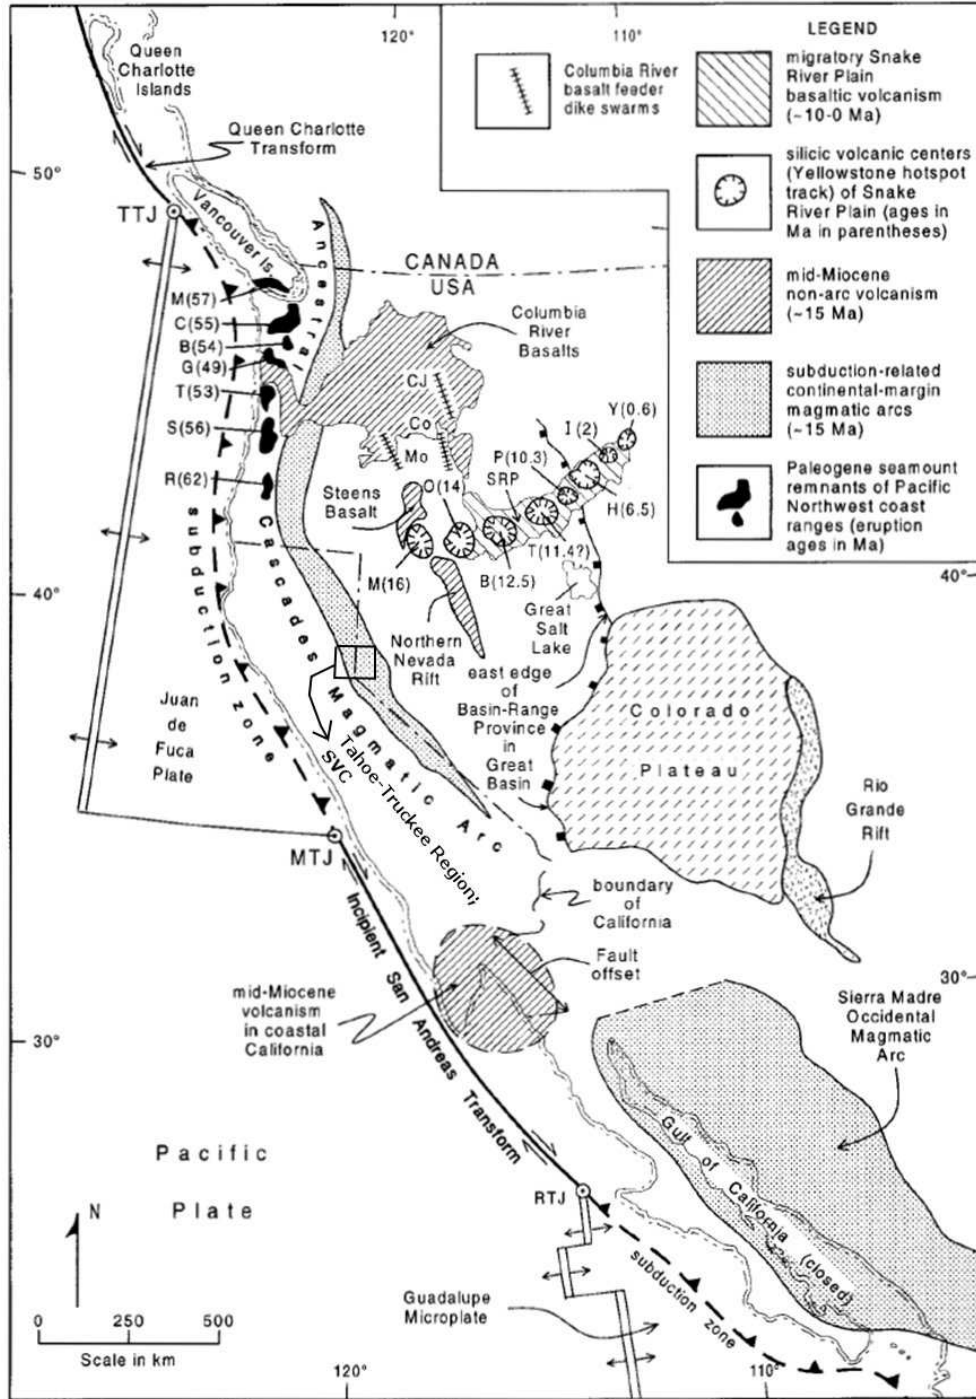 120°
110°
LEGEND
Queen
Charlotte
Islands
Columbia River
basalt feeder
dike swarms
migratory Snake
River Plain
basaltic volcanism
(~10-0 Ma)
Queen Charlotte
Transform
silicic volcanic centers
(Yellowstone hotspot
track) of Snake
River Plain (ages in
Ma in parentheses)
50°
TTJ
Vancouver Is.
Ancestral
CANADA
USA
mid-Miocene
non-arc volcanism
(~15 Ma)
M(57)
C(55)
B(54)
G(49)
T(53)
S(56)
R(62)
Columbia
River
Basalts
subduction-related
continental-margin
magmatic arcs
(~15 Ma)
CJ
Co
Mo
Y(0.6)
I(2)
P(10.3)
SRP
O(14)
H(6.5)
Steens
Basalt
T(11.4?)
M(16)
B(12.5)
Paleogene seamount
remnants of Pacific
Northwest coast
ranges (eruption
ages in Ma)
subduction zone
Cascades Magmatic Arc
40°
40°
Great
Salt
Lake
Northern
Nevada
Rift
east edge
of
Basin-Range
Province
in
Great
Basin
Colorado
Plateau
Juan
de
Fuca
Plate
Tahoe-Truckee Region;
SVC
Rio
Grande
Rift
MTJ
boundary
of
California
Fault
offset
30°
Incipient San Andreas Transform
mid-Miocene
volcanism
in coastal
California
Sierra Madre
Occidental
Magmatic
Arc
30°
Gulf of California (closed)
Pacific
Plate
N
RTJ
subduction
zone
Guadalupe
Microplate
0 250 500
Scale in km
120°
110°